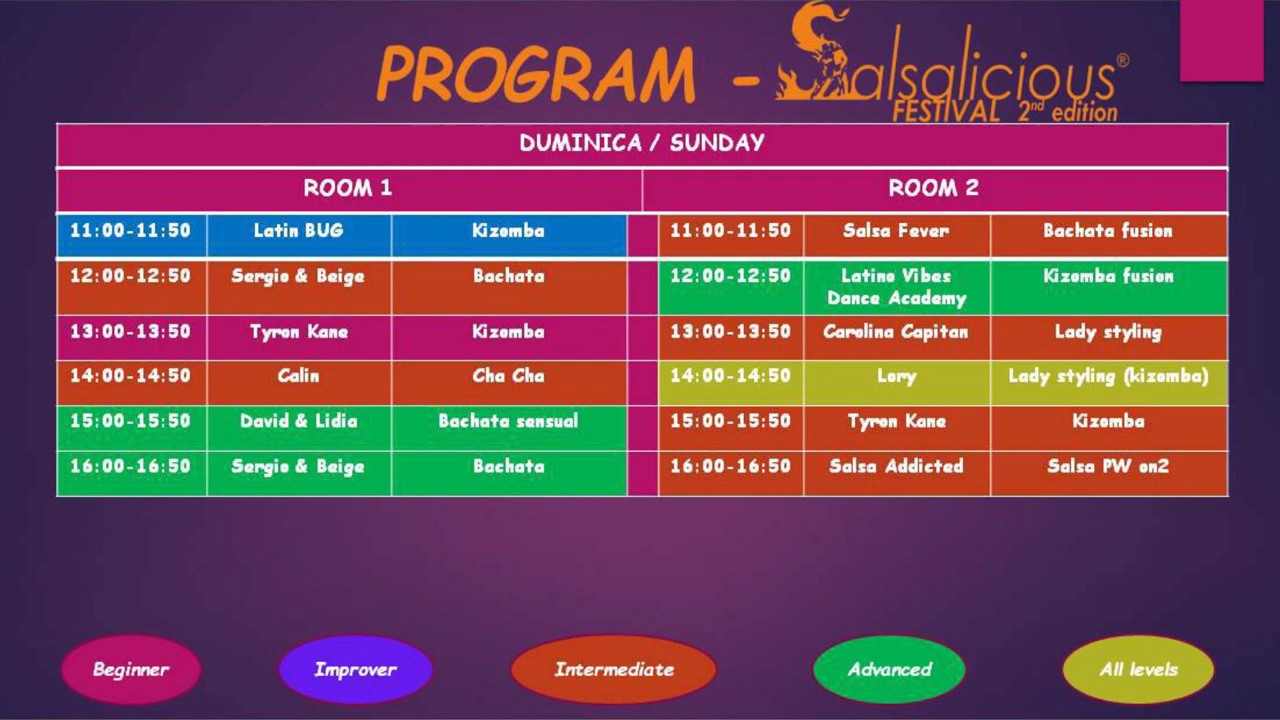 PROGRAM - Salsalicious®
FESTIVAL 2nd edition
DUMINICA / SUNDAY
ROOM 1 ROOM 2
11:00-11:50 Latin BUG Kizomba 11:00-11:50 Salsa Fever Bachata fusion
12:00-12:50 Sergio & Beige Bachata 12:00-12:50 Latino Vibes Kizomba fusion
Dance Academy
13:00-13:50 Tyron Kane Kizomba 13:00-13:50 Carolina Capitan Lady styling
14:00-14:50 Calin Cha Cha 14:00-14:50 Lory Lady styling (kizomba)
15:00-15:50 David & Lidia Bachata sensual 15:00-15:50 Tyron Kane Kizomba
16:00-16:50 Sergio & Beige Bachata 16:00-16:50 Salsa Addicted Salsa PW on2
Beginner Improver Intermediate Advanced All levels